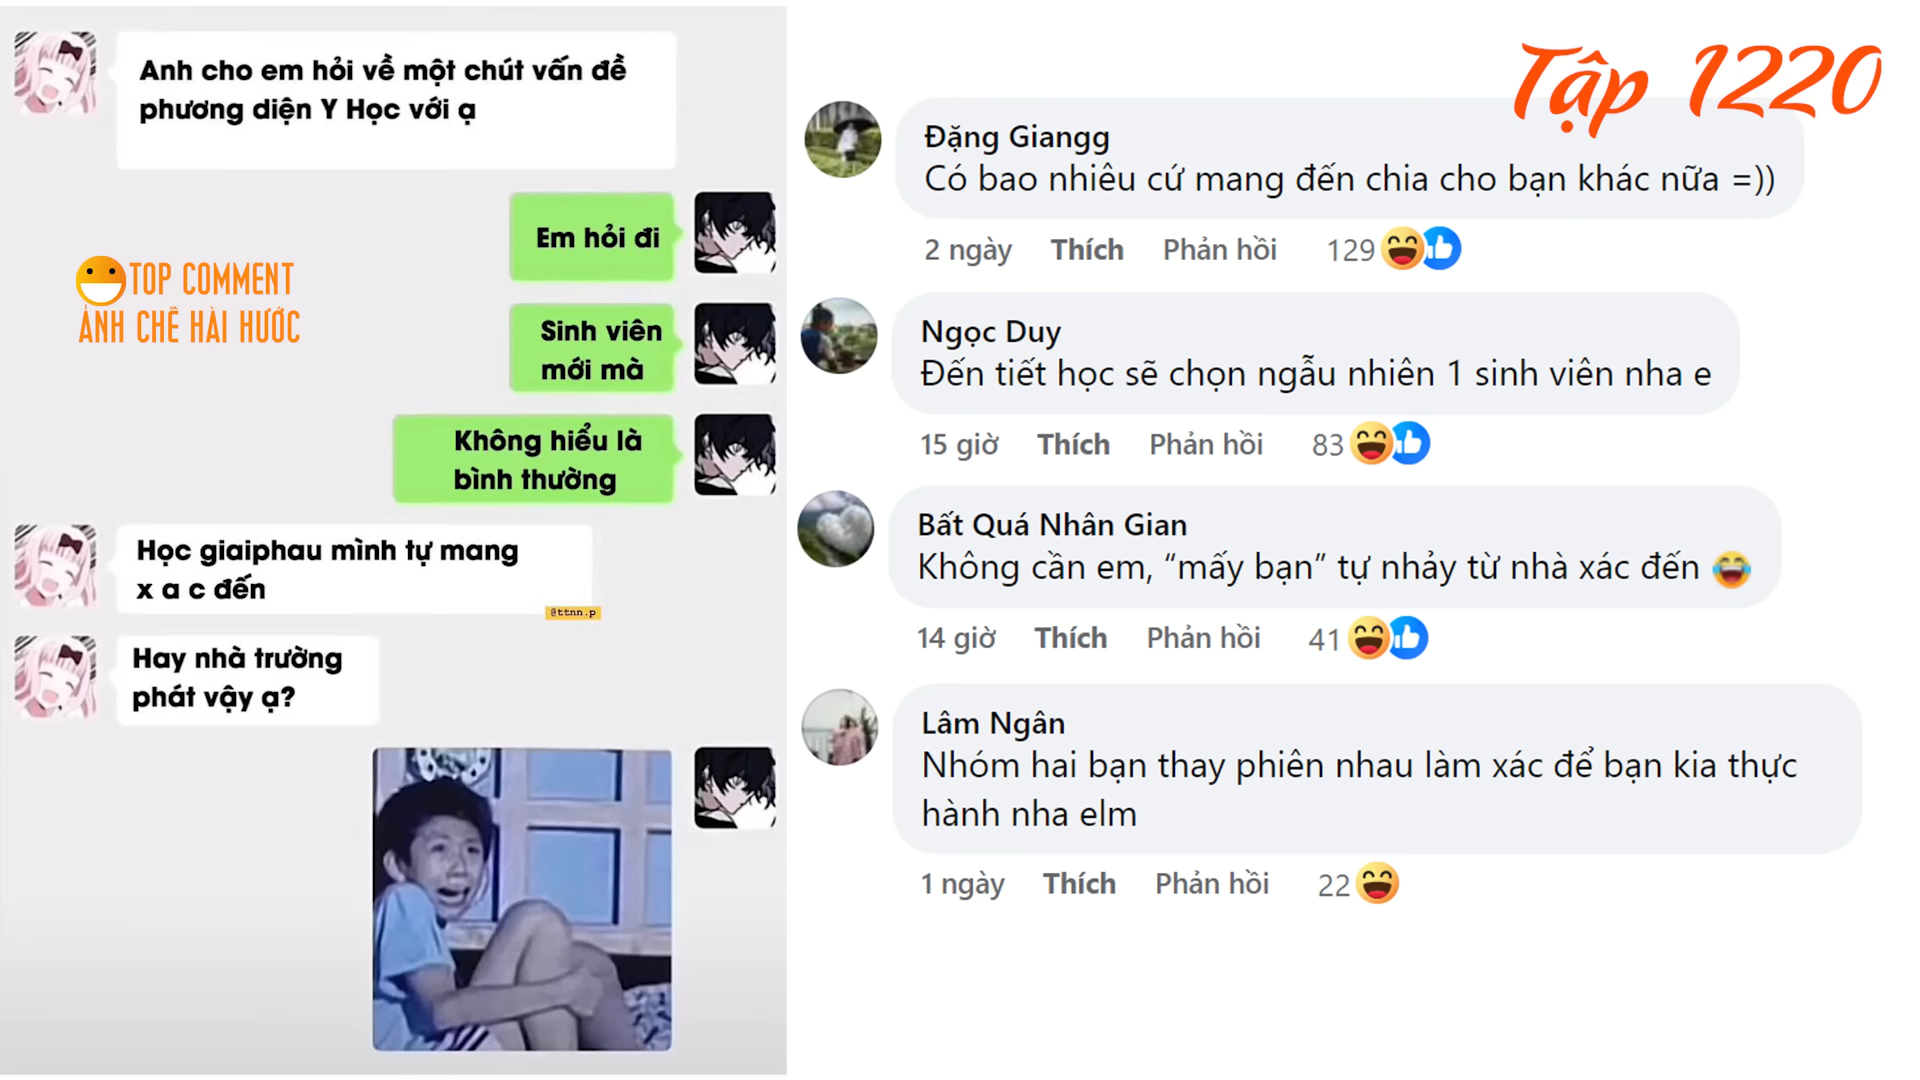 Anh cho em hỏi về một chút vấn đề
phương diện Y Học với ạ
Em hỏi đi
TOP COMMENT
ẢNH CHẾ HÀI HƯỚC
Sinh viên
mới mà
Không hiểu là
bình thường
Học giaiphau mình tự mang
x a c đến
@ttnn.p
Hay nhà trường
phát vậy ạ?
Tập 1220
Đặng Giangg
Có bao nhiêu cứ mang đến chia cho bạn khác nữa =))
2 ngày Thích Phản hồi 129
Ngọc Duy
Đến tiết học sẽ chọn ngẫu nhiên 1 sinh viên nha e
15 giờ Thích Phản hồi 83
Bất Quá Nhân Gian
Không cần em, “mấy bạn” tự nhảy từ nhà xác đến 😂
14 giờ Thích Phản hồi 41
Lâm Ngân
Nhóm hai bạn thay phiên nhau làm xác để bạn kia thực
hành nha elm
1 ngày Thích Phản hồi 22